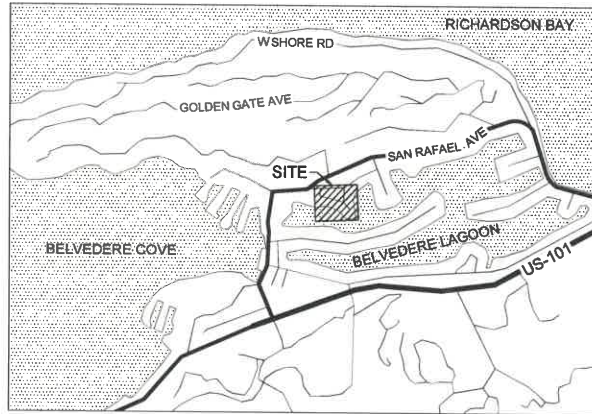 RICHARDSON BAY
W SHORE RD
GOLDEN GATE AVE
SAN RAFAEL AVE
SITE
BELVEDERE COVE
BELVEDERE LAGOON
US-101